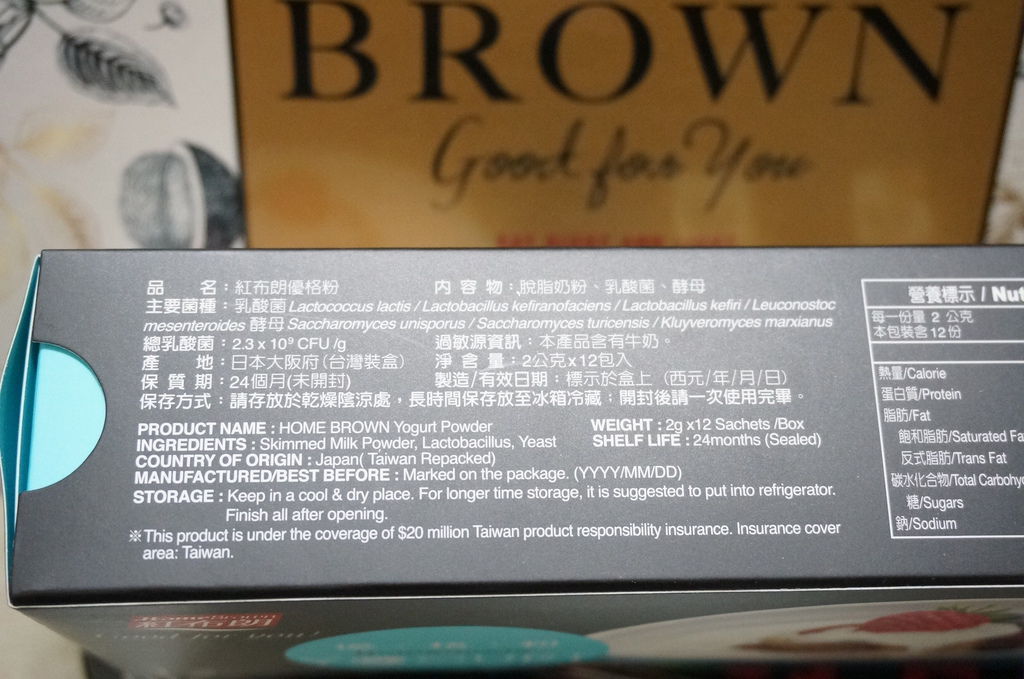 BROWN
Good for You
品 名：紅布朗優格粉 內 容 物：脫脂奶粉、乳酸菌、酵母
主要菌種：乳酸菌 Lactococcus lactis / Lactobacillus kefiranofaciens / Lactobacillus kefiri / Leuconostoc
mesenteroides 酵母 Saccharomyces unisporus / Saccharomyces turicensis / Kluyveromyces marxianus
總乳酸菌：2.3 x 10⁹ CFU /g 過敏源資訊：本產品含有牛奶。
產 地：日本大阪府(台灣裝盒) 淨 含 量：2公克x12包入
保 質 期：24個月(未開封) 製造/有效日期：標示於盒上（西元/年/月/日）
保存方式：請存放於乾燥陰涼處，長時間保存放至冰箱冷藏；開封後請一次使用完畢。
PRODUCT NAME : HOME BROWN Yogurt Powder WEIGHT : 2g x12 Sachets /Box
INGREDIENTS : Skimmed Milk Powder, Lactobacillus, Yeast SHELF LIFE : 24months (Sealed)
COUNTRY OF ORIGIN : Japan( Taiwan Repacked)
MANUFACTURED/BEST BEFORE : Marked on the package. (YYYY/MM/DD)
STORAGE : Keep in a cool & dry place. For longer time storage, it is suggested to put into refrigerator.
Finish all after opening.
※This product is under the coverage of $20 million Taiwan product responsibility insurance. Insurance cover
area: Taiwan.
營養標示 / Nut
每一份量 2 公克
本包裝含 12份
熱量/Calorie
蛋白質/Protein
脂肪/Fat
飽和脂肪/Saturated Fa
反式脂肪/Trans Fat
碳水化合物/Total Carbohy
糖/Sugars
鈉/Sodium
紅布朗